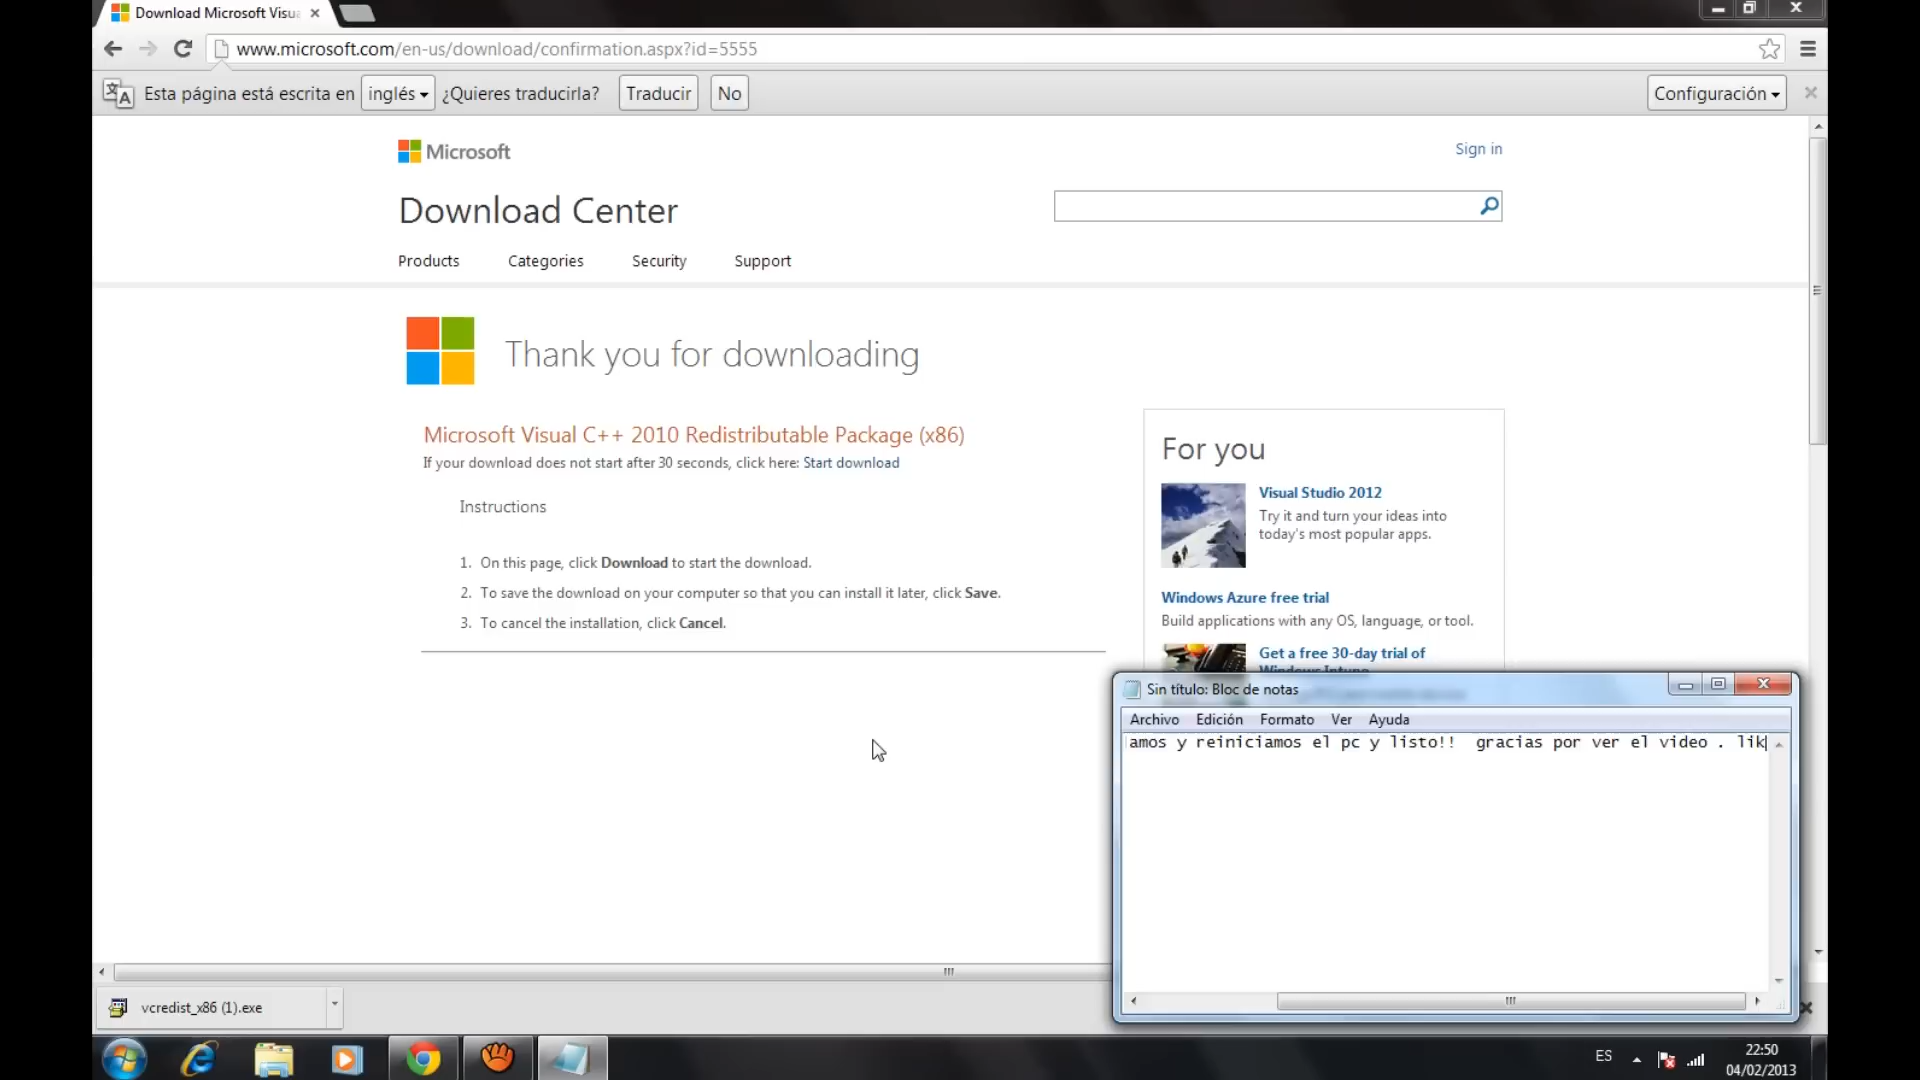 Download Microsoft Visu
www.microsoft.com/en-us/download/confirmation.aspx?id=5555
Esta página está escrita en inglés ¿Quieres traducirla? Traducir No Configuración
Microsoft
Sign in
Download Center
Products Categories Security Support
Thank you for downloading
Microsoft Visual C++ 2010 Redistributable Package (x86)
If your download does not start after 30 seconds, click here: Start download
Instructions
1. On this page, click Download to start the download.
2. To save the download on your computer so that you can install it later, click Save.
3. To cancel the installation, click Cancel.
For you
Visual Studio 2012
Try it and turn your ideas into
today's most popular apps.
Windows Azure free trial
Build applications with any OS, language, or tool.
Get a free 30-day trial of
Windows Intune
Sin título: Bloc de notas
Archivo Edición Formato Ver Ayuda
amos y reiniciamos el pc y listo!! gracias por ver el video . lik
vcredist_x86 (1).exe
ES
22:50
04/02/2013